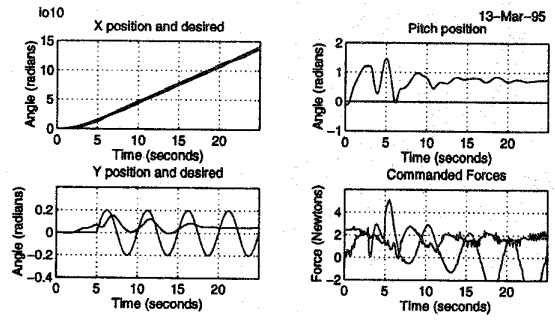 io10
13-Mar-95
X position and desired
Angle (radians)
15
10
5
0
0 5 10 15 20
Time (seconds)
Pitch position
Angle (radians)
2
1
0
-1
0 5 10 15 20
Time (seconds)
Y position and desired
Angle (radians)
0.2
0
-0.2
-0.4
0 5 10 15 20
Time (seconds)
Commanded Forces
Force (Newtons)
4
2
0
-2
0 5 10 15 20
Time (seconds)